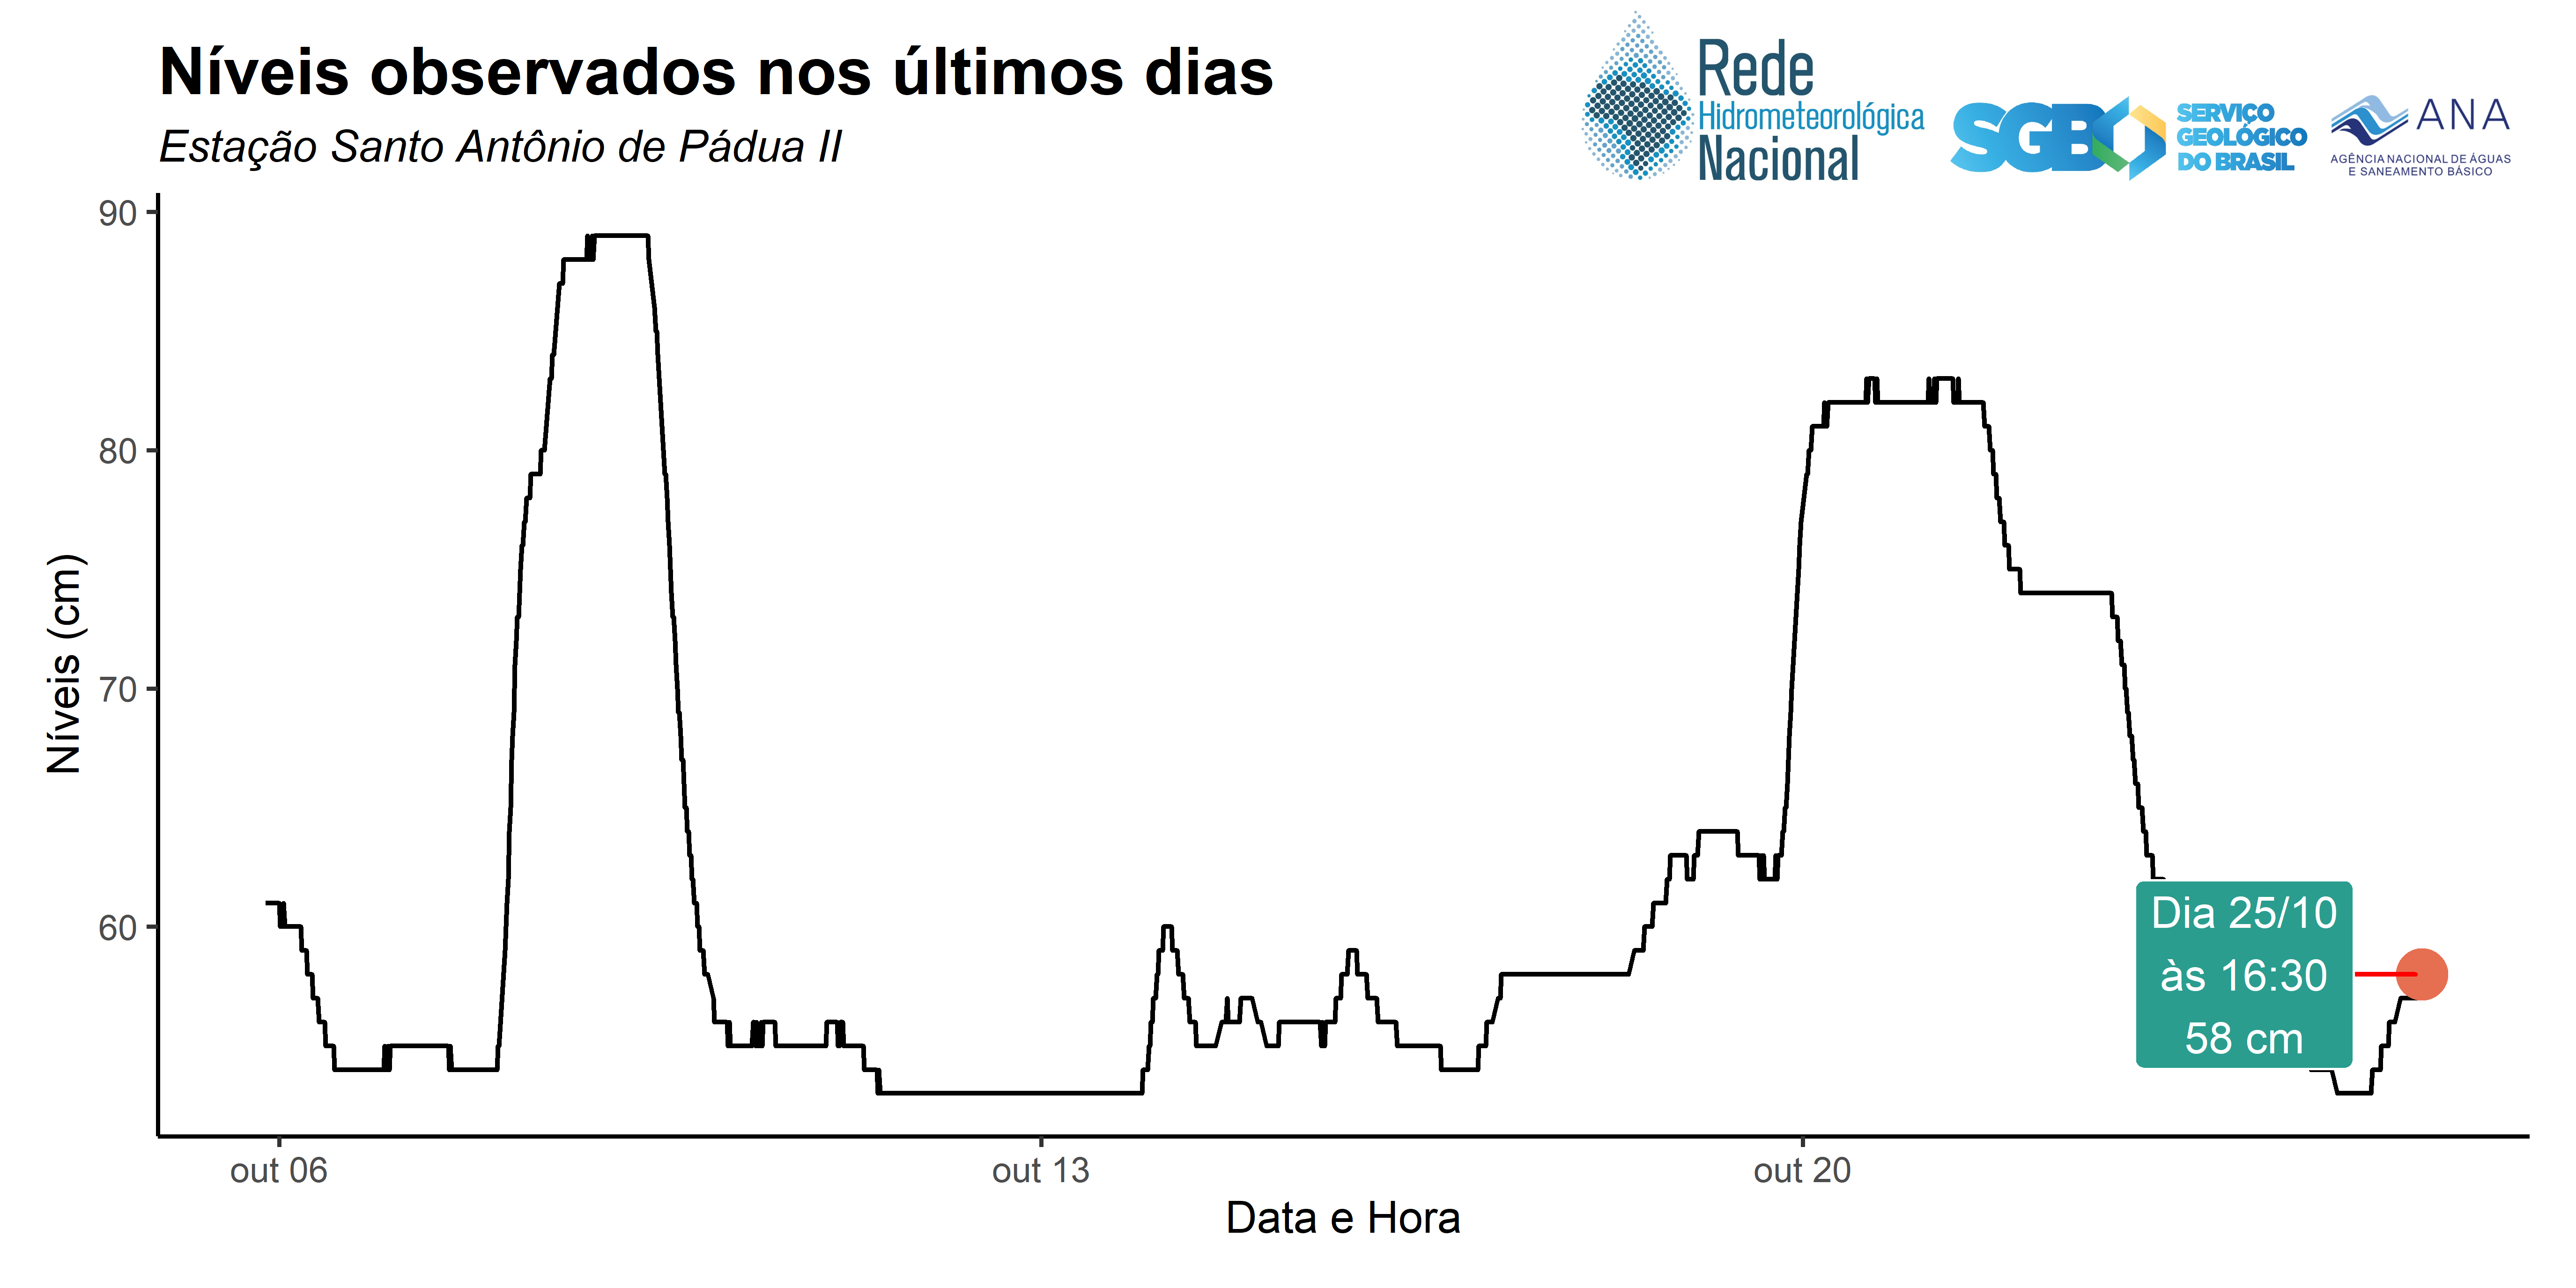 Níveis observados nos últimos dias
Estação Santo Antônio de Pádua II
Rede
Hidrometeorológica
Nacional
SGB
SERVIÇO
GEOLÓGICO
DO BRASIL
ANA
AGÊNCIA NACIONAL DE ÁGUAS
E SANEAMENTO BÁSICO
Níveis (cm)
90
80
70
60
Dia 25/10
às 16:30
58 cm
out 06
out 13
out 20
Data e Hora